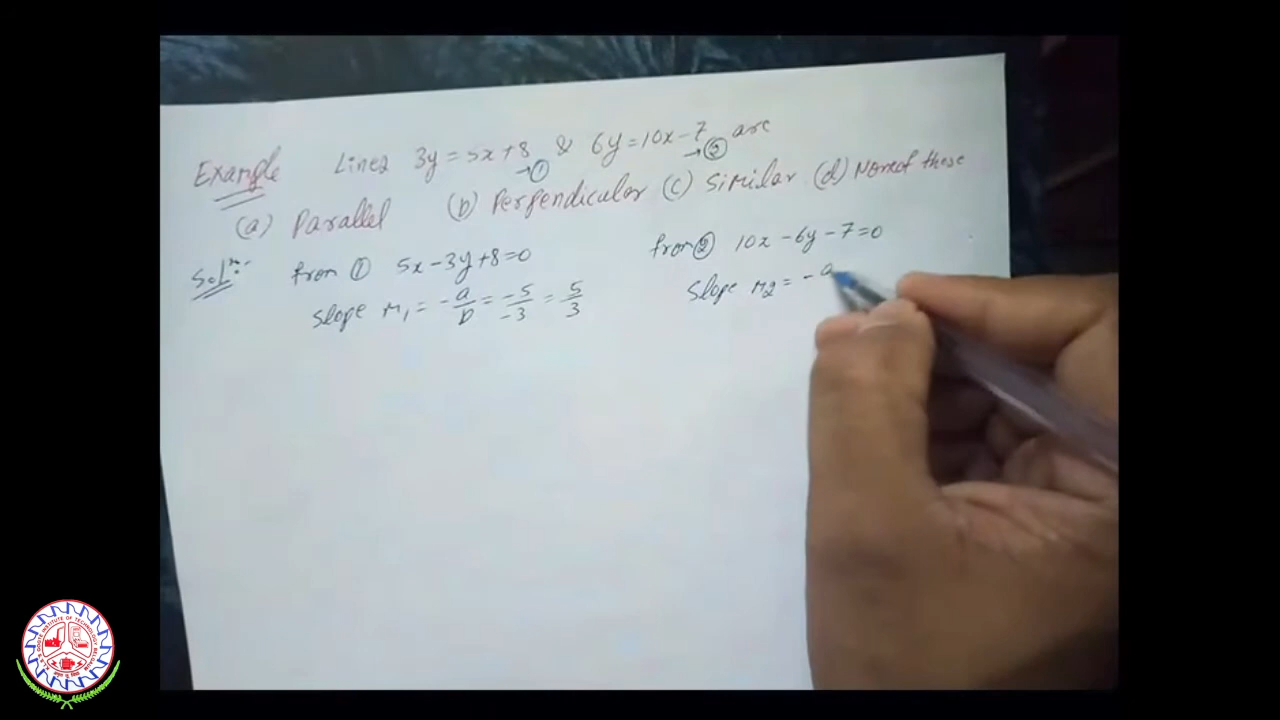 Example Lines 3y = 5x+8 →① & 6y = 10x-7 →② are
(a) Parallel (b) Perpendicular (c) Similar (d) None of these
Solⁿ:- from ① 5x - 3y + 8 = 0
slope m₁ = -a/b = -5/-3 = 5/3
from ② 10x - 6y - 7 = 0
slope m₂ = - a